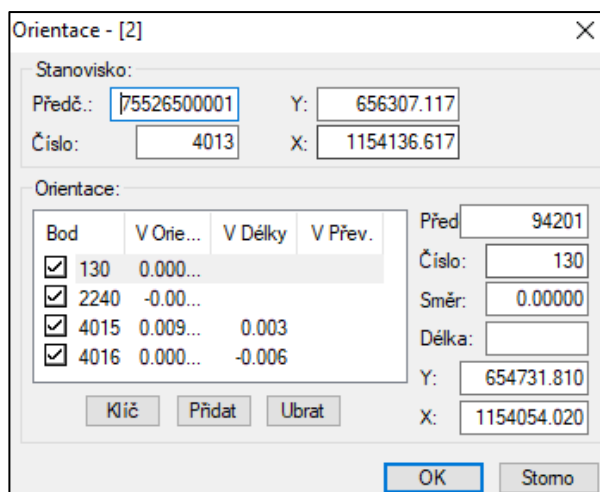 Orientace - [2]
Stanovisko:
Předč.: 75526500001 Y: 656307.117
Číslo: 4013 X: 1154136.617
Orientace:
Bod V Orie... V Délky V Přev.
130 0.000...
2240 -0.00...
4015 0.009... 0.003
4016 0.000... -0.006
Klíč Přidat Ubrat
Před 94201
Číslo: 130
Směr: 0.00000
Délka:
Y: 654731.810
X: 1154054.020
OK Storno